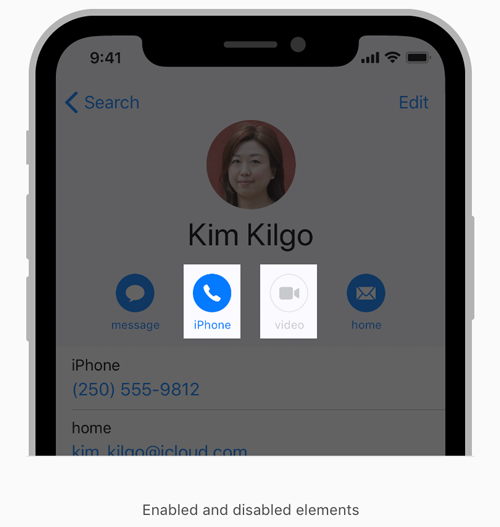 9:41
Search
Edit
Kim Kilgo
message
iPhone
video
home
iPhone
(250) 555-9812
home
kim_kilgo@icloud.com
Enabled and disabled elements